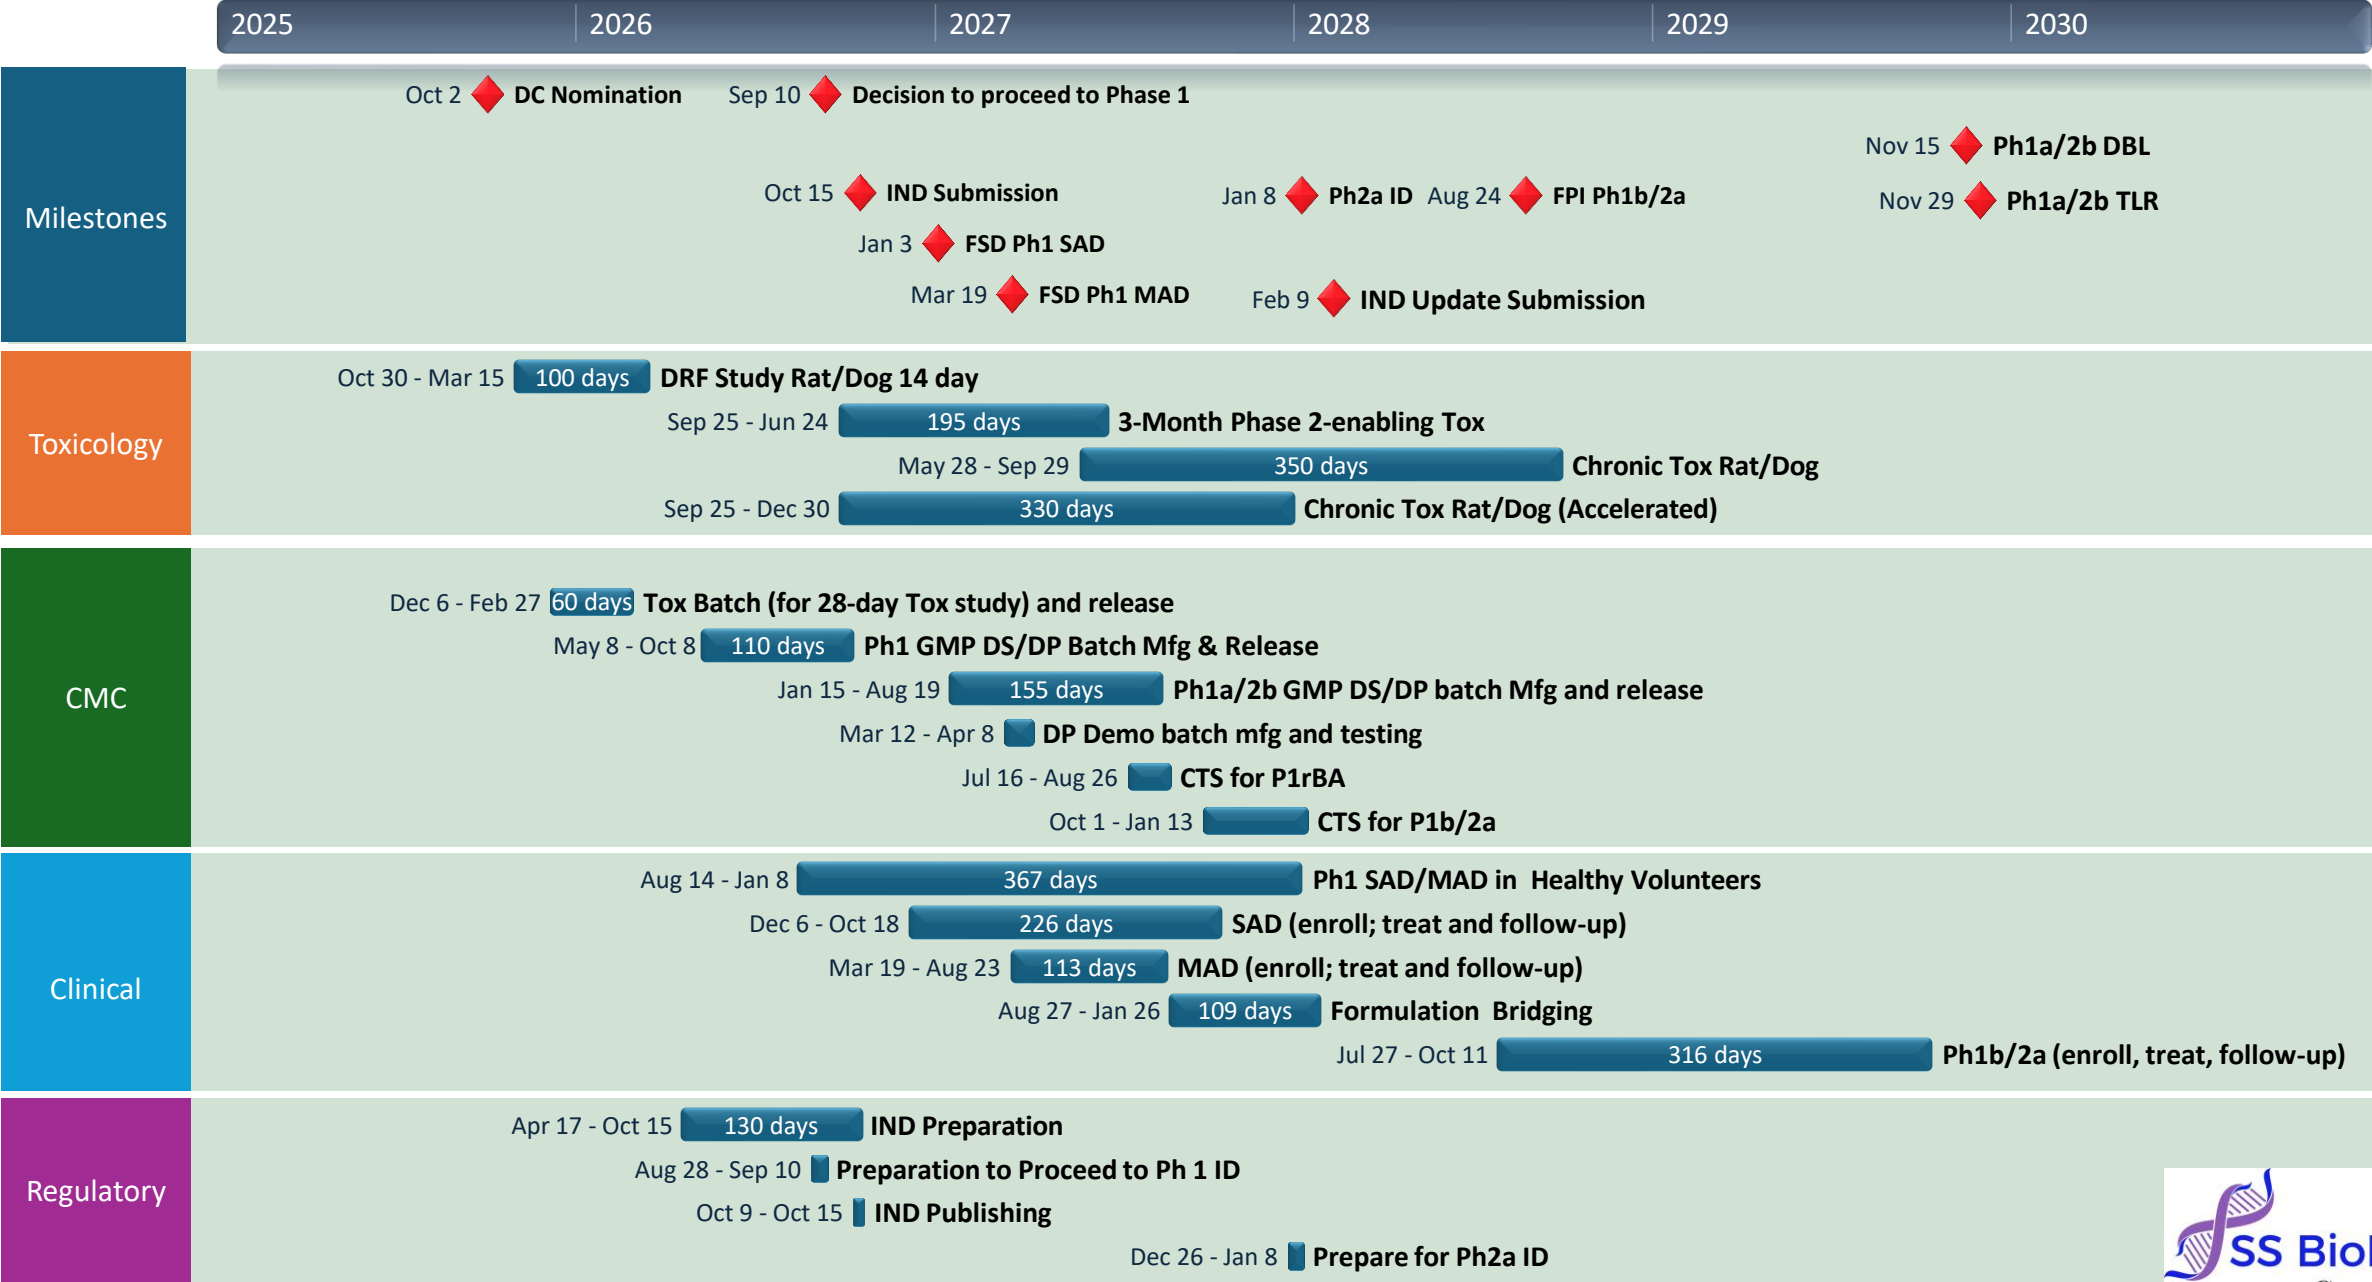 2025 2026 2027 2028 2029 2030
Milestones
Oct 2 DC Nomination Sep 10 Decision to proceed to Phase 1
Nov 15 Ph1a/2b DBL
Oct 15 IND Submission Jan 8 Ph2a ID Aug 24 FPI Ph1b/2a
Nov 29 Ph1a/2b TLR
Jan 3 FSD Ph1 SAD
Mar 19 FSD Ph1 MAD Feb 9 IND Update Submission
Toxicology
Oct 30 - Mar 15 100 days DRF Study Rat/Dog 14 day
Sep 25 - Jun 24 195 days 3-Month Phase 2-enabling Tox
May 28 - Sep 29 350 days Chronic Tox Rat/Dog
Sep 25 - Dec 30 330 days Chronic Tox Rat/Dog (Accelerated)
CMC
Dec 6 - Feb 27 60 days Tox Batch (for 28-day Tox study) and release
May 8 - Oct 8 110 days Ph1 GMP DS/DP Batch Mfg & Release
Jan 15 - Aug 19 155 days Ph1a/2b GMP DS/DP batch Mfg and release
Mar 12 - Apr 8 DP Demo batch mfg and testing
Jul 16 - Aug 26 CTS for P1rBA
Oct 1 - Jan 13 CTS for P1b/2a
Clinical
Aug 14 - Jan 8 367 days Ph1 SAD/MAD in Healthy Volunteers
Dec 6 - Oct 18 226 days SAD (enroll; treat and follow-up)
Mar 19 - Aug 23 113 days MAD (enroll; treat and follow-up)
Aug 27 - Jan 26 109 days Formulation Bridging
Jul 27 - Oct 11 316 days Ph1b/2a (enroll, treat, follow-up)
Regulatory
Apr 17 - Oct 15 130 days IND Preparation
Aug 28 - Sep 10 Preparation to Proceed to Ph 1 ID
Oct 9 - Oct 15 IND Publishing
Dec 26 - Jan 8 Prepare for Ph2a ID
SS Bio